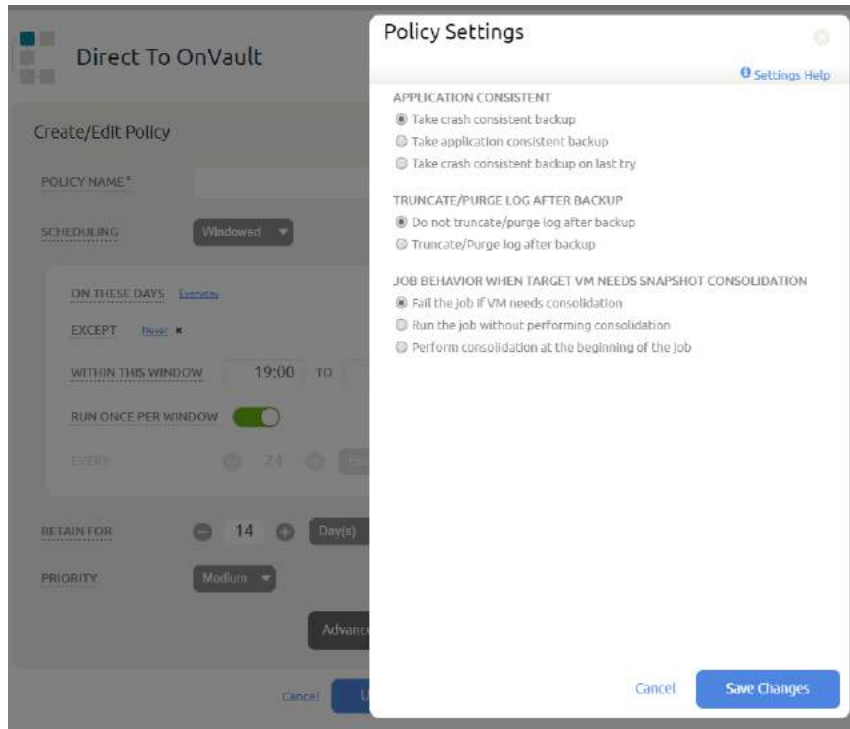 Direct To OnVault
Create/Edit Policy
POLICY NAME*
SCHEDULING Windowed
ON THESE DAYS Everyday
EXCEPT Never ×
WITHIN THIS WINDOW 19:00 TO
RUN ONCE PER WINDOW
EVERY 24
RETAIN FOR 14 Day(s)
PRIORITY Medium
Cancel
Policy Settings
Settings Help
APPLICATION CONSISTENT
Take crash consistent backup
Take application consistent backup
Take crash consistent backup on last try
TRUNCATE/PURGE LOG AFTER BACKUP
Do not truncate/purge log after backup
Truncate/Purge log after backup
JOB BEHAVIOR WHEN TARGET VM NEEDS SNAPSHOT CONSOLIDATION
Fail the job if VM needs consolidation
Run the job without performing consolidation
Perform consolidation at the beginning of the job
Cancel Save Changes